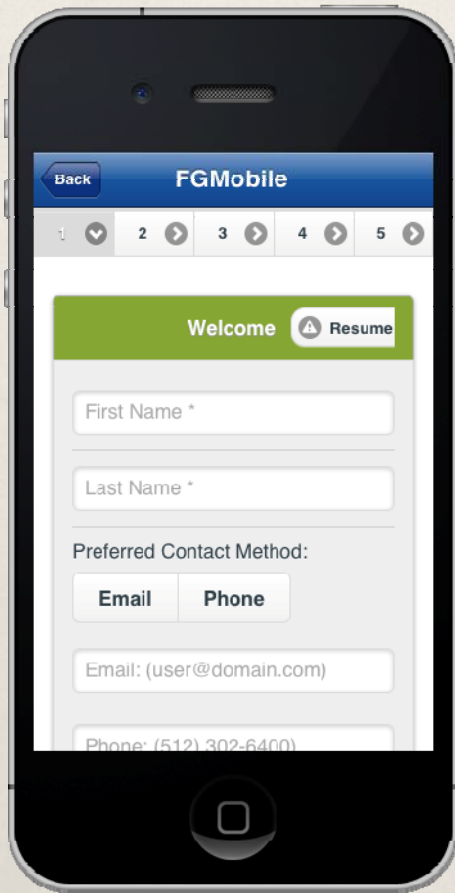 Back FGMobile
1 2 3 4 5
Welcome Resume
First Name *
Last Name *
Preferred Contact Method:
Email Phone
Email: (user@domain.com)
Phone: (512) 302-6400)